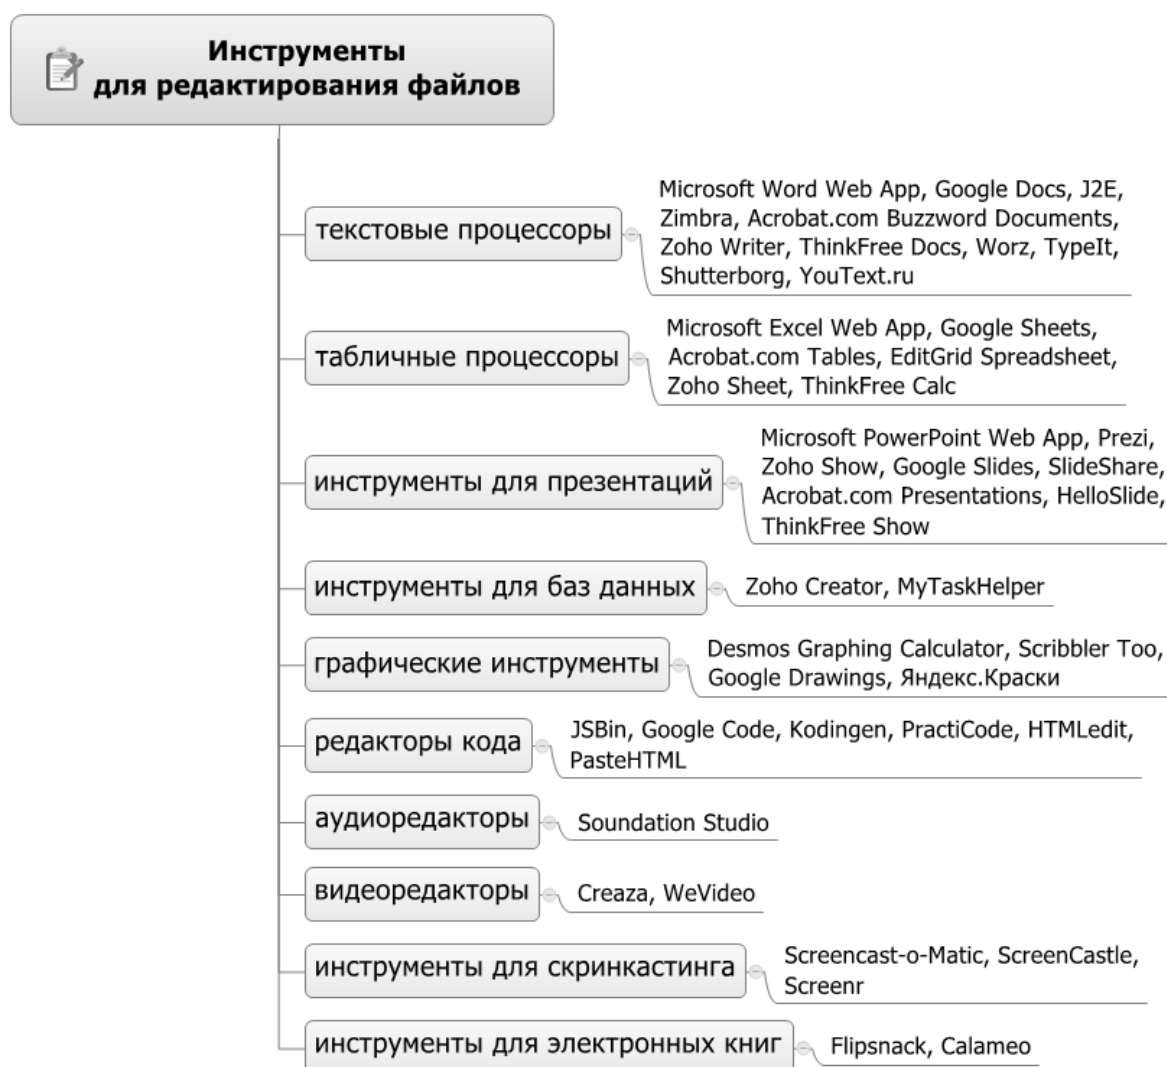 Инструменты
для редактирования файлов
текстовые процессоры
Microsoft Word Web App, Google Docs, J2E,
Zimbra, Acrobat.com Buzzword Documents,
Zoho Writer, ThinkFree Docs, Worz, TypeIt,
Shutterborg, YouText.ru
табличные процессоры
Microsoft Excel Web App, Google Sheets,
Acrobat.com Tables, EditGrid Spreadsheet,
Zoho Sheet, ThinkFree Calc
инструменты для презентаций
Microsoft PowerPoint Web App, Prezi,
Zoho Show, Google Slides, SlideShare,
Acrobat.com Presentations, HelloSlide,
ThinkFree Show
инструменты для баз данных
Zoho Creator, MyTaskHelper
графические инструменты
Desmos Graphing Calculator, Scribbler Too,
Google Drawings, Яндекс.Краски
редакторы кода
JSBin, Google Code, Kodingen, PractiCode, HTMLedit,
PasteHTML
аудиоредакторы
Soundation Studio
видеоредакторы
Creaza, WeVideo
инструменты для скринкастинга
Screencast-o-Matic, ScreenCastle,
Screenr
инструменты для электронных книг
Flipsnack, Calameo